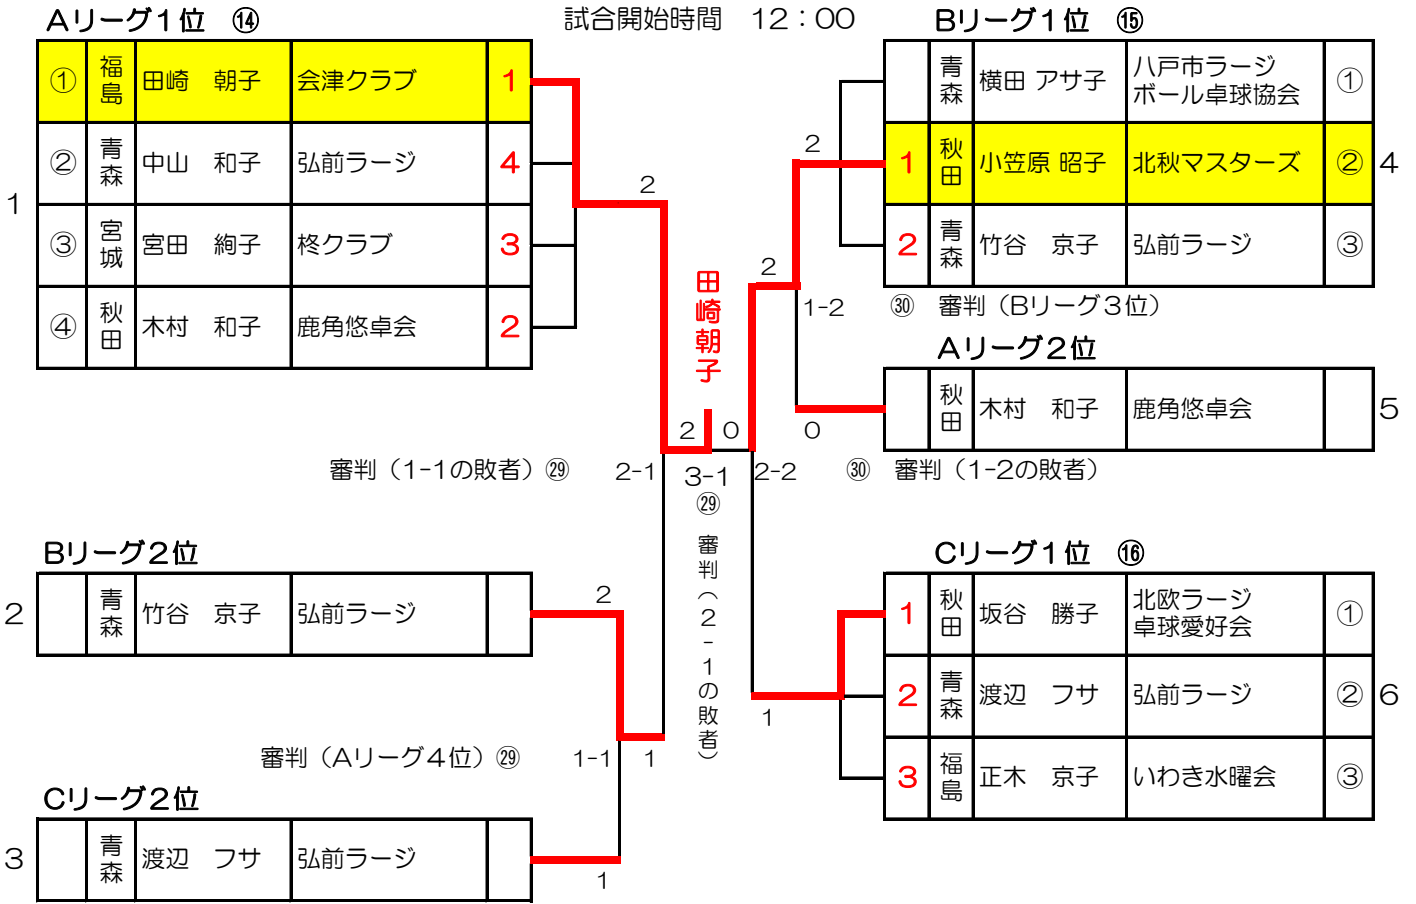 Aリーグ1位 ⑭
試合開始時間 12：00
Bリーグ1位 ⑮
1
① 福島 田崎 朝子 会津クラブ 1
② 青森 中山 和子 弘前ラージ 4
③ 宮城 宮田 絢子 柊クラブ 3
④ 秋田 木村 和子 鹿角悠卓会 2
2
青森 横田 アサ子 八戸市ラージ
ボール卓球協会 ①
1 秋田 小笠原 昭子 北秋マスターズ ② 4
2 青森 竹谷 京子 弘前ラージ ③
2
2
1-2
㉚ 審判（Bリーグ3位）
Aリーグ2位
秋田 木村 和子 鹿角悠卓会 5
0
田崎朝子
2 0
審判（1-1の敗者）㉙
2-1
3-1
2-2
㉚ 審判（1-2の敗者）
㉙
審判（2-1の敗者）
Bリーグ2位
2
青森 竹谷 京子 弘前ラージ
2
Cリーグ1位 ⑯
1 秋田 坂谷 勝子 北欧ラージ
卓球愛好会 ①
2 青森 渡辺 フサ 弘前ラージ ② 6
3 福島 正木 京子 いわき水曜会 ③
1
審判（Aリーグ4位）㉙
1-1
1
Cリーグ2位
3
青森 渡辺 フサ 弘前ラージ
1